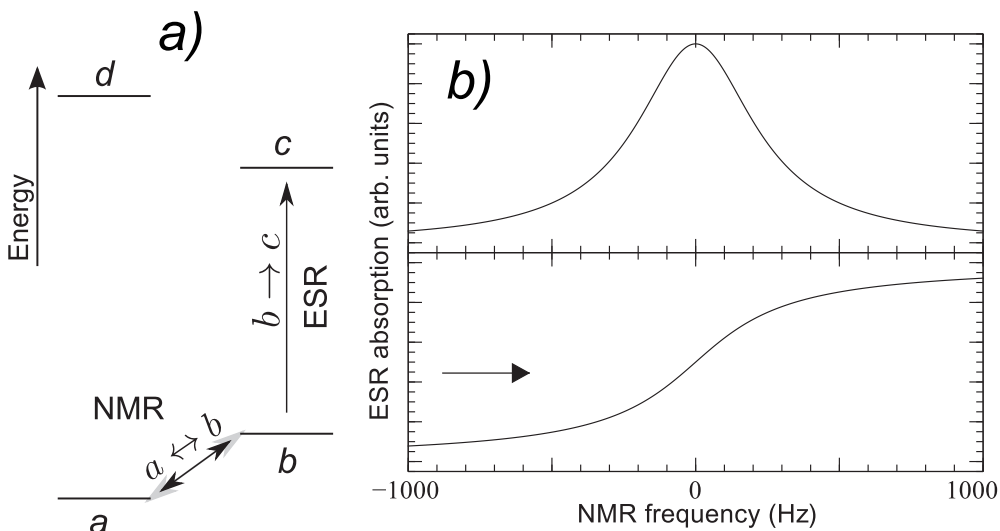 a)
d
c
Energy
b → c
ESR
NMR
a ↔ b
b
a
b)
ESR absorption (arb. units)
−1000
0
1000
NMR frequency (Hz)